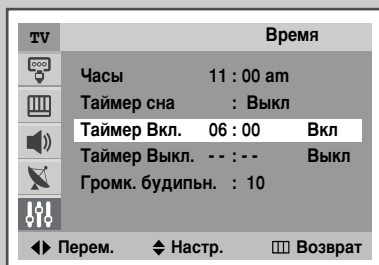 TV Время
Часы 11 : 00 am
Таймер сна : Выкл
Таймер Вкл. 06 : 00 Вкл
Таймер Выкл. - - : - - Выкл
Громк. будипьн. : 10
Перем. Настр. Возврат